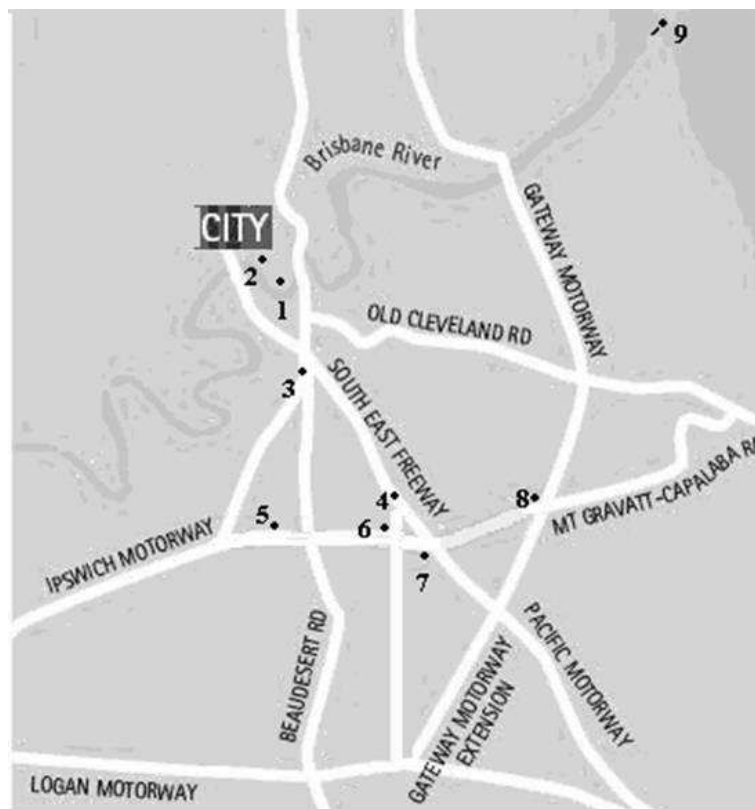 9
Brisbane River
GATEWAY MOTORWAY
CITY
2
1
OLD CLEVELAND RD
3
SOUTH EAST FREEWAY
4
8
MT GRAVATT-CAPALABA
5
6
IPSWICH MOTORWAY
7
BEAUDESERT RD
PACIFIC MOTORWAY
GATEWAY MOTORWAY
EXTENSION
LOGAN MOTORWAY